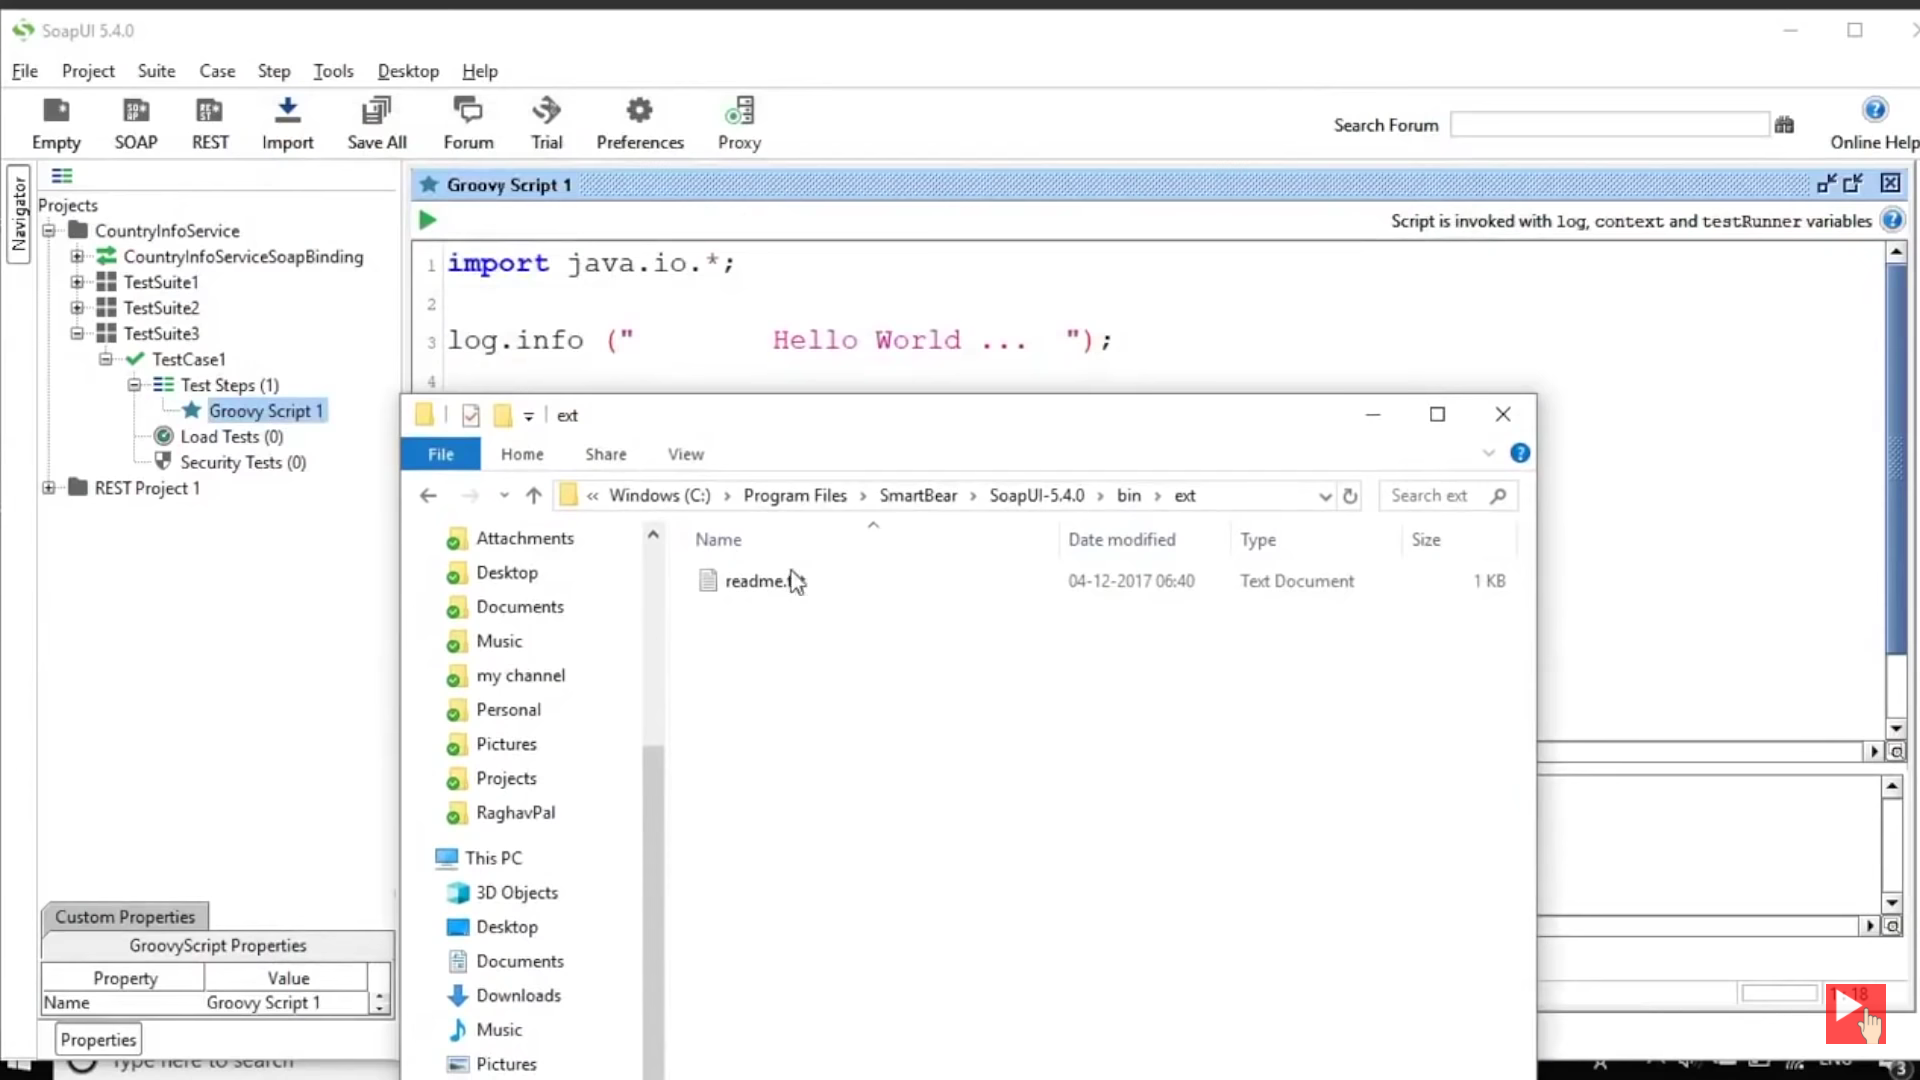 SoapUI 5.4.0
File Project Suite Case Step Tools Desktop Help
Empty SOAP REST Import Save All Forum Trial Preferences Proxy
Search Forum
Online Help
Navigator
Projects
CountryInfoService
CountryInfoServiceSoapBinding
TestSuite1
TestSuite2
TestSuite3
TestCase1
Test Steps (1)
Groovy Script 1
Load Tests (0)
Security Tests (0)
REST Project 1
Groovy Script 1
Script is invoked with log, context and testRunner variables
1 import java.io.*;
2
3 log.info (" Hello World ... ");
4
ext
File Home Share View
« Windows (C:) › Program Files › SmartBear › SoapUI-5.4.0 › bin › ext
Search ext
Name Date modified Type Size
04-12-2017 06:40 Text Document 1 KB
Attachments
Desktop
Documents
Music
my channel
Personal
Pictures
Projects
RaghavPal
This PC
3D Objects
Desktop
Documents
Downloads
Music
Pictures
Custom Properties
GroovyScript Properties
Property Value
Name Groovy Script 1
Properties
Type here to search
ENG
3